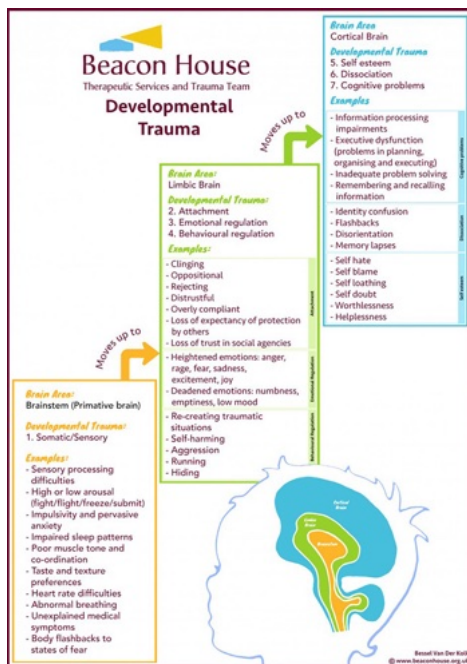 Beacon House
Therapeutic Services and Trauma Team
Developmental
Trauma
Moves up to
Brain Area
Cortical Brain
Developmental Trauma
5. Self esteem
6. Dissociation
7. Cognitive problems
Examples
- Information processing
impairments
- Executive dysfunction
(problems in planning,
organising and executing)
- Inadequate problem solving
- Remembering and recalling
information
Cognitive problems
- Identity confusion
- Flashbacks
- Disorientation
- Memory lapses
Dissociation
- Self hate
- Self blame
- Self loathing
- Self doubt
- Worthlessness
- Helplessness
Self esteem
Moves up to
Brain Area:
Limbic Brain
Developmental Trauma:
2. Attachment
3. Emotional regulation
4. Behavioural regulation
Examples:
- Clinging
- Oppositional
- Rejecting
- Distrustful
- Overly compliant
- Loss of expectancy of protection
by others
- Loss of trust in social agencies
Attachment
- Heightened emotions: anger,
rage, fear, sadness,
excitement, joy
- Deadened emotions: numbness,
emptiness, low mood
Emotional Regulation
- Re-creating traumatic
situations
- Self-harming
- Aggression
- Running
- Hiding
Behavioural Regulation
Brain Area:
Brainstem (Primative brain)
Developmental Trauma:
1. Somatic/Sensory
Examples:
- Sensory processing
difficulties
- High or low arousal
(fight/flight/freeze/submit)
- Impulsivity and pervasive
anxiety
- Impaired sleep patterns
- Poor muscle tone and
co-ordination
- Taste and texture
preferences
- Heart rate difficulties
- Abnormal breathing
- Unexplained medical
symptoms
- Body flashbacks to
states of fear
Cortical
Brain
Limbic
Brain
Brainstem
Bessel Van Der Kolk
© www.beaconhouse.org.uk